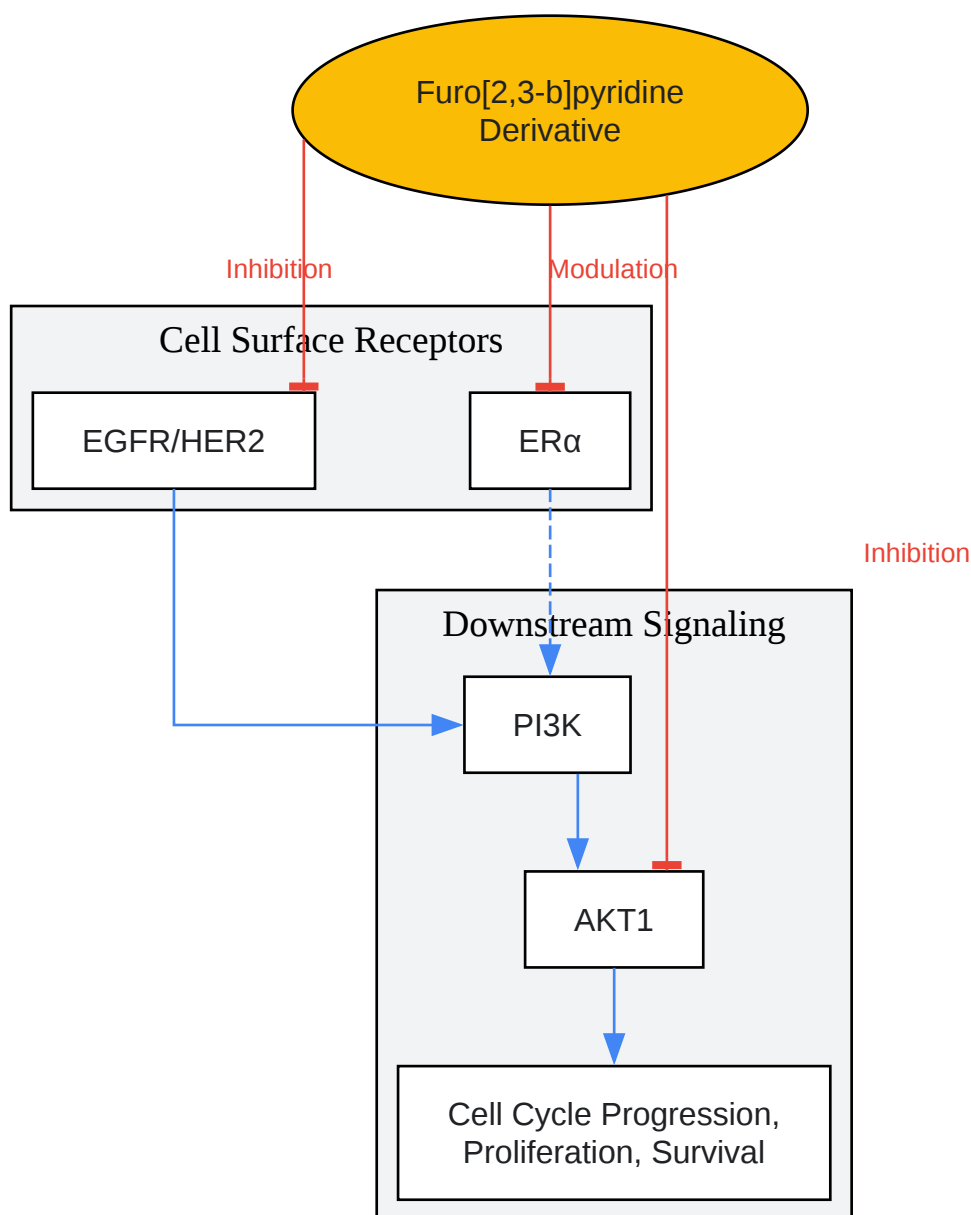 Furo[2,3-b]pyridine
Derivative
Inhibition
Modulation
Cell Surface Receptors
EGFR/HER2
ERα
Inhibition
Downstream Signaling
PI3K
AKT1
Cell Cycle Progression,
Proliferation, Survival